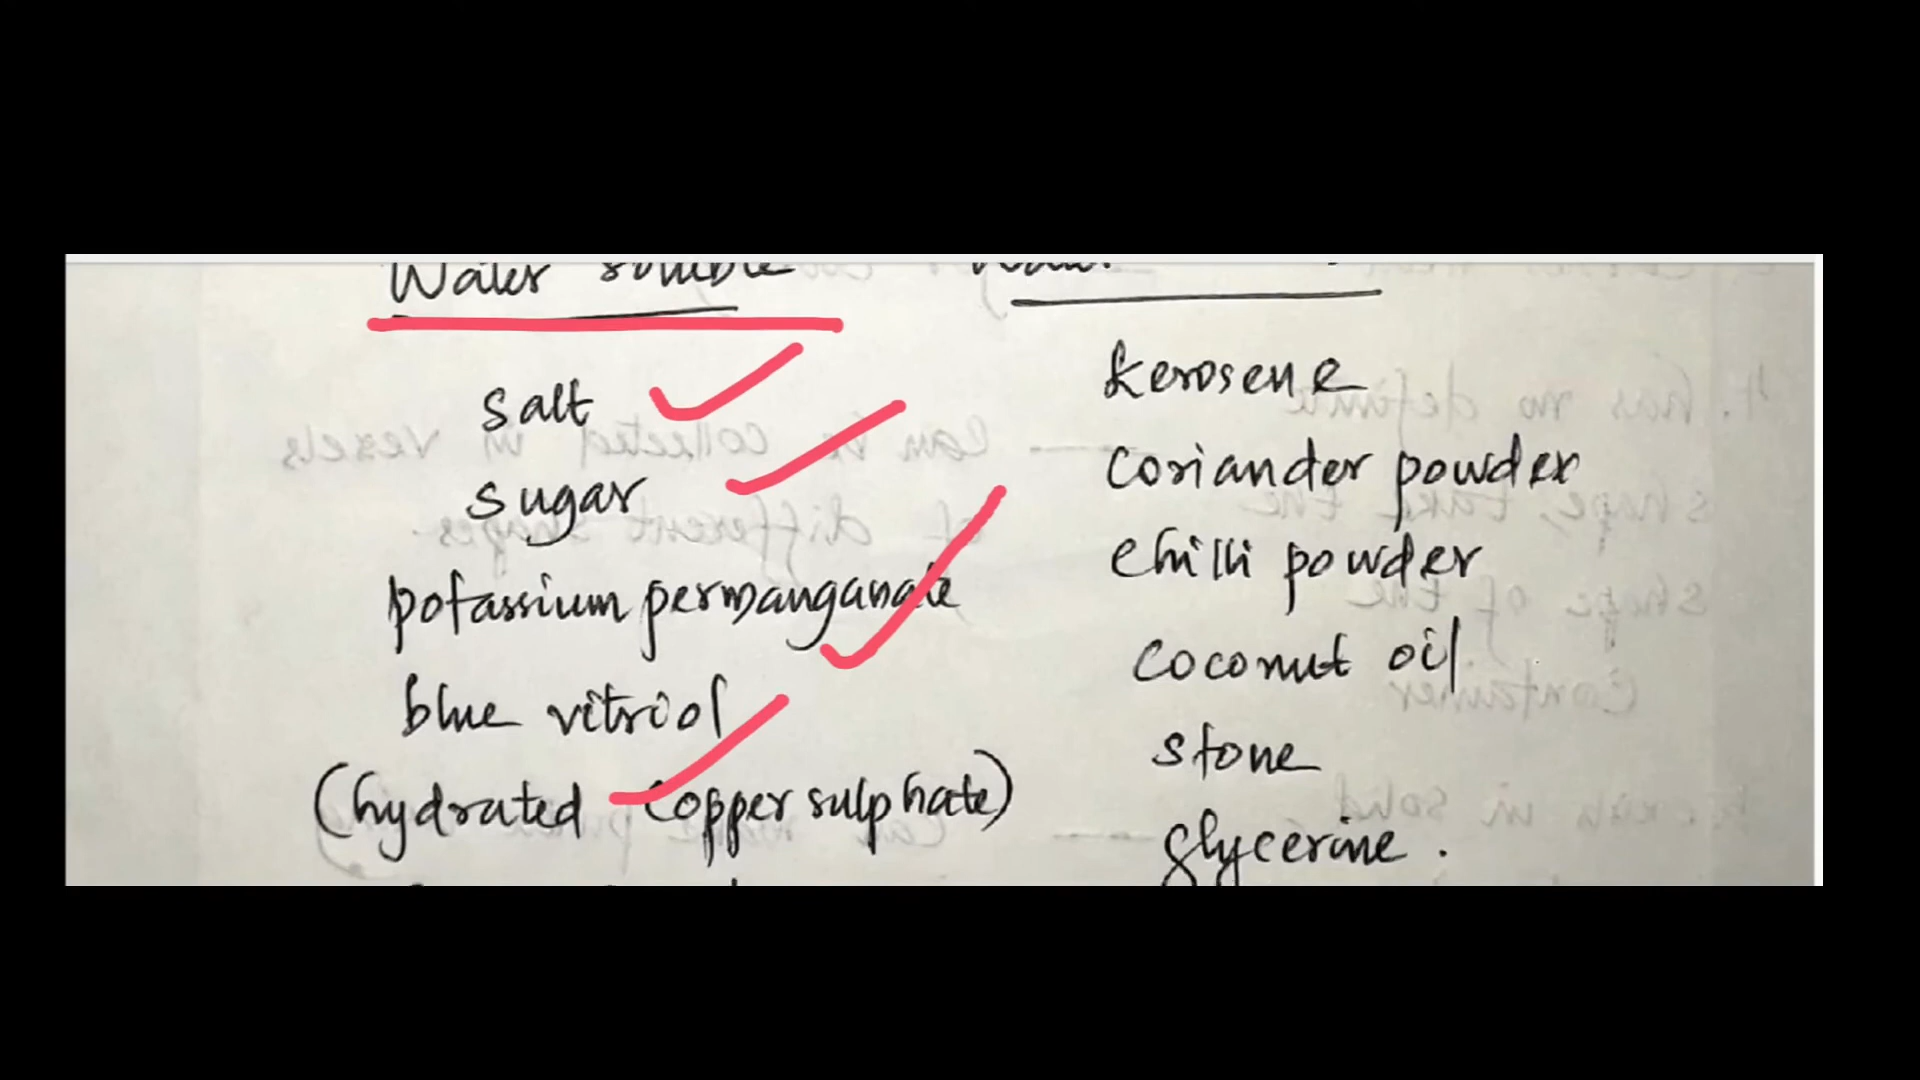 Water soluble
salt
sugar
potassium permanganate
blue vitriol
(hydrated copper sulphate)
kerosene
coriander powder
chilli powder
coconut oil
stone
glycerine.